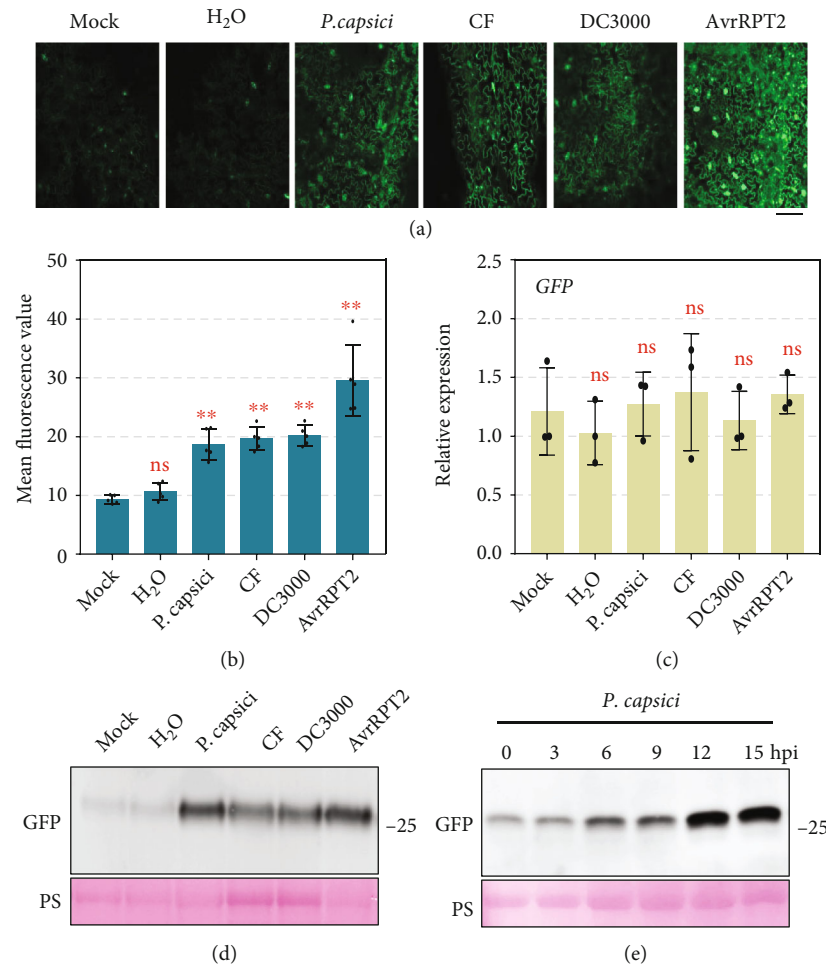 Mock H₂O P.capsici CF DC3000 AvrRPT2
(a)
Mean fluorescence value
50
40
30
20
10
0
ns
**
**
**
**
Mock H₂O P. capsici CF DC3000 AvrRPT2
(b)
Relative expression
2.5
2.0
1.5
1.0
0.5
0.0
GFP
ns
ns
ns
ns
ns
Mock H₂O P. capsici CF DC3000 AvrRPT2
(c)
Mock H₂O P. capsici CF DC3000 AvrRPT2
GFP
–25
PS
(d)
P. capsici
0 3 6 9 12 15 hpi
GFP
–25
PS
(e)